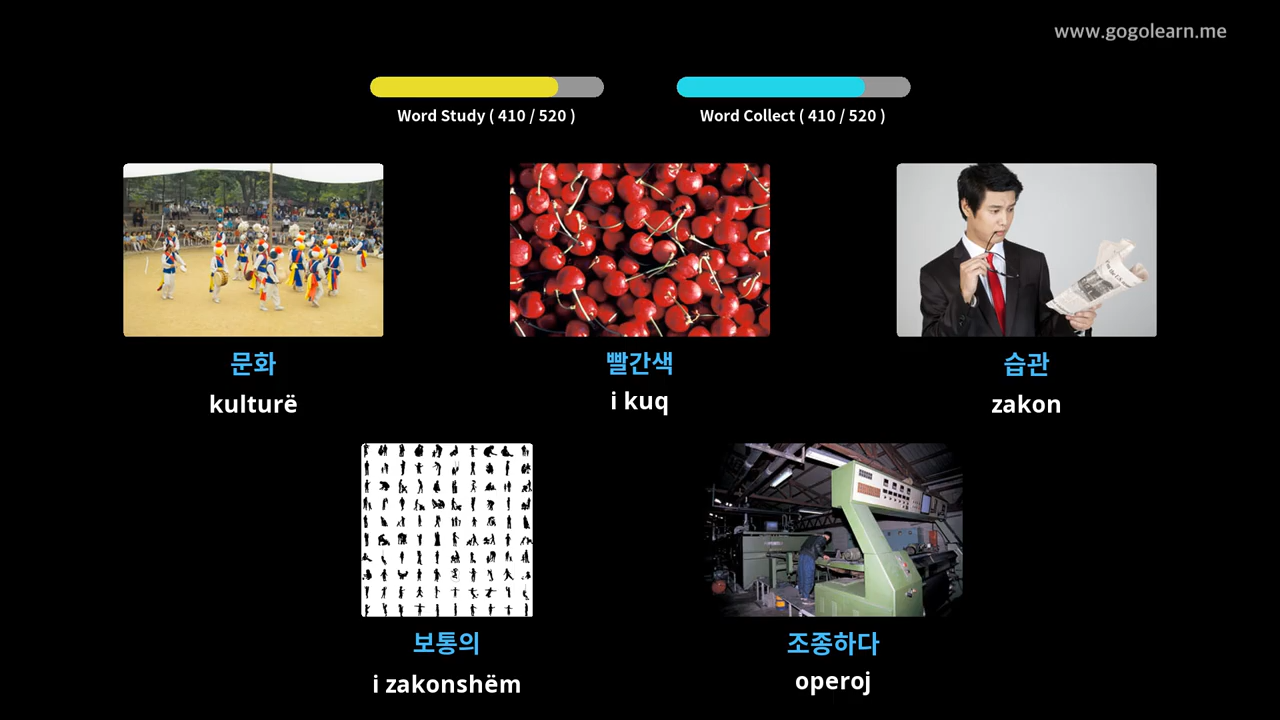 www.gogolearn.me
Word Study ( 410 / 520 )
Word Collect ( 410 / 520 )
문화
kulturë
빨간색
i kuq
습관
zakon
보통의
i zakonshëm
조종하다
operoj